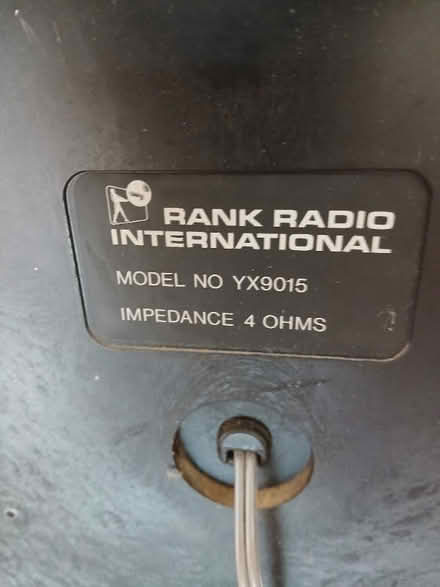 RANK RADIO
INTERNATIONAL
MODEL NO YX9015
IMPEDANCE 4 OHMS